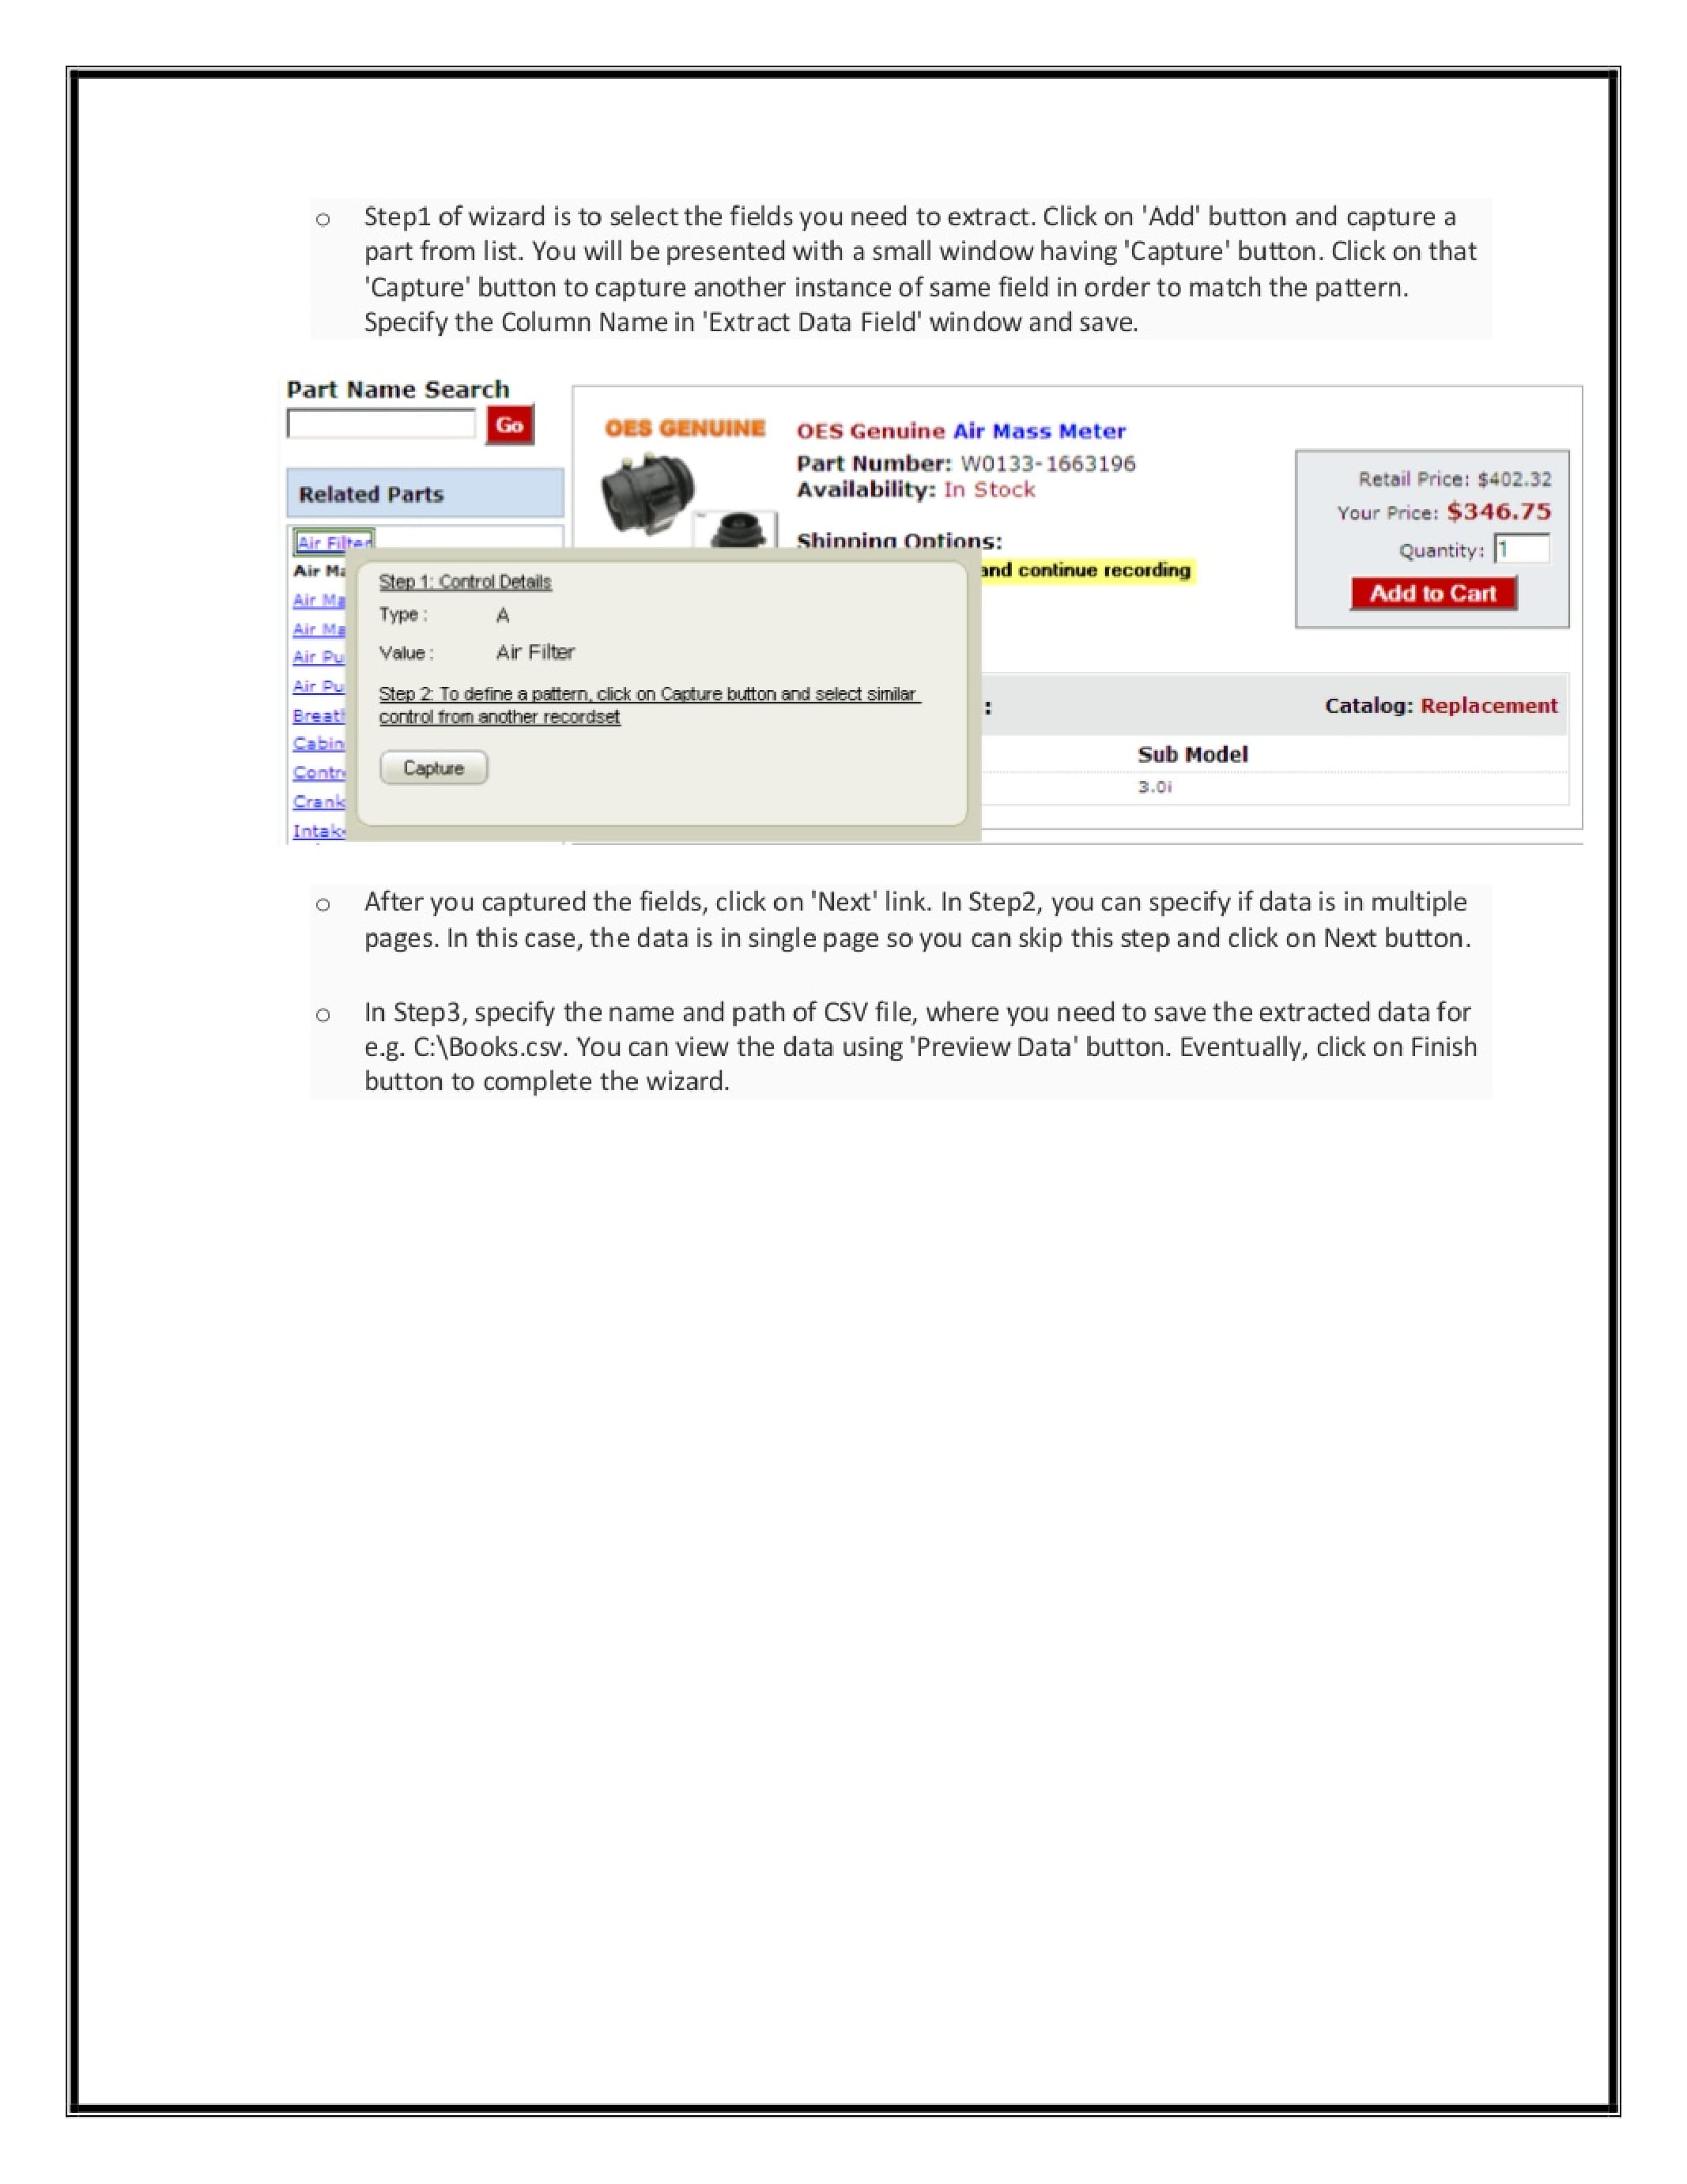 Step1 of wizard is to select the fields you need to extract. Click on 'Add' button and capture a
part from list. You will be presented with a small window having 'Capture' button. Click on that
'Capture' button to capture another instance of same field in order to match the pattern.
Specify the Column Name in 'Extract Data Field' window and save.
Part Name Search
Go
Related Parts
Air Filter
Air
Air
Air
Air
Air
OES GENUINE
OES Genuine Air Mass Meter
Part Number: W0133-1663196
Availability: In Stock
Shipping Options:
and continue recording
Retail Price: $402.32
Your Price: $346.75
Quantity: 1
Add to Cart
Step 1: Control Details
Type : A
Value : Air Filter
Step 2: To define a pattern, click on Capture button and select similar
control from another recordset
Capture
:
Catalog: Replacement
Sub Model
3.0i
After you captured the fields, click on 'Next' link. In Step2, you can specify if data is in multiple
pages. In this case, the data is in single page so you can skip this step and click on Next button.
In Step3, specify the name and path of CSV file, where you need to save the extracted data for
e.g. C:\Books.csv. You can view the data using 'Preview Data' button. Eventually, click on Finish
button to complete the wizard.